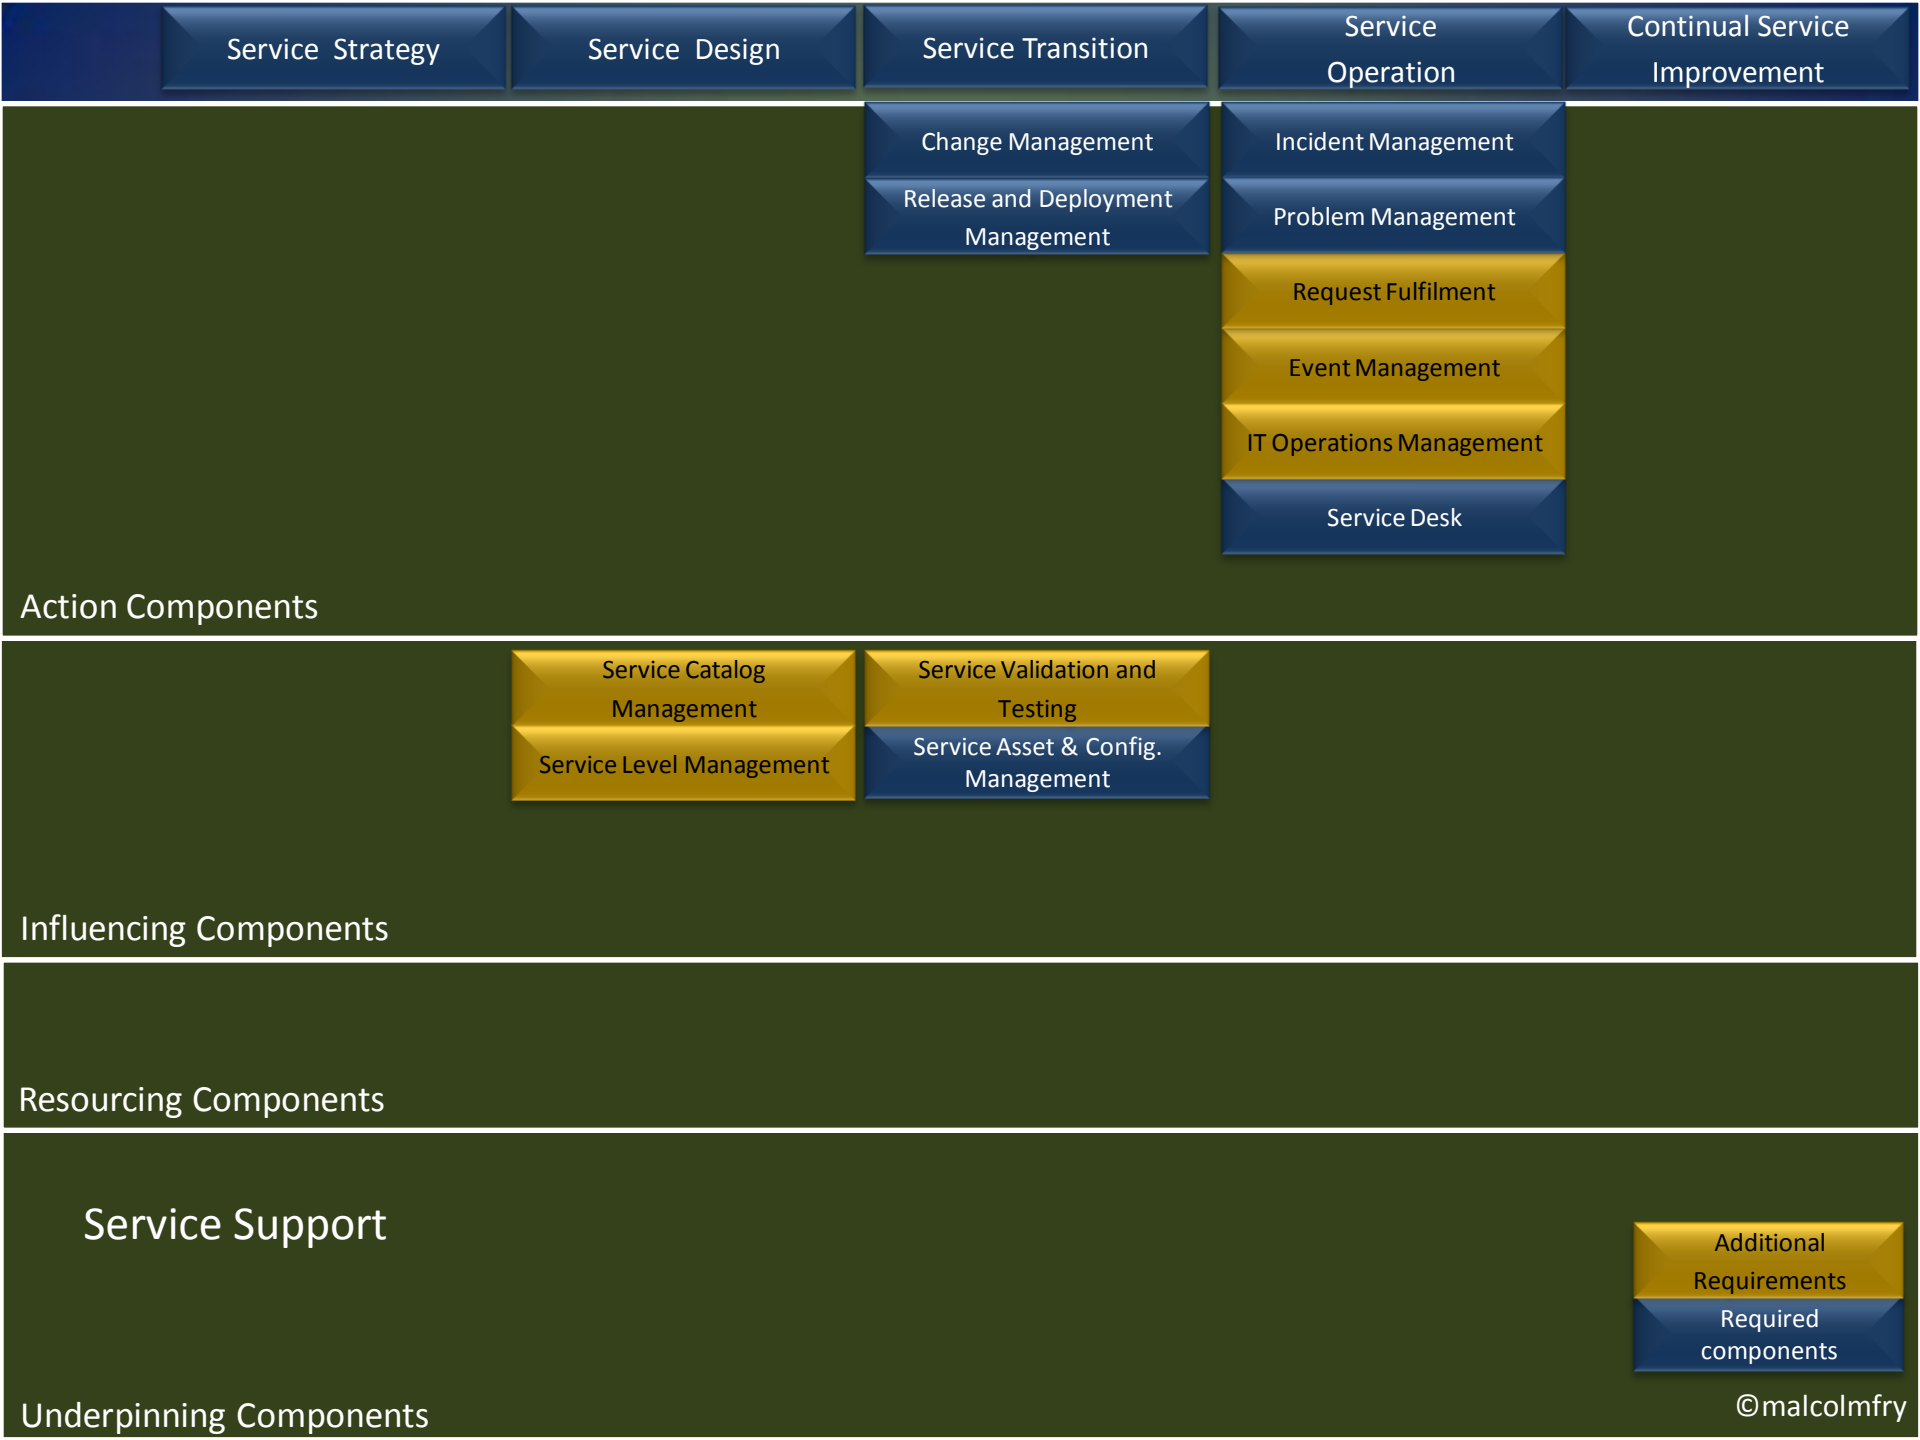 Service Strategy
Service Design
Service Transition
Service
Operation
Continual Service
Improvement
Change Management
Incident Management
Release and Deployment
Management
Problem Management
Request Fulfilment
Event Management
IT Operations Management
Service Desk
Action Components
Service Catalog
Management
Service Validation and
Testing
Service Level Management
Service Asset & Config.
Management
Influencing Components
Resourcing Components
Service Support
Additional
Requirements
Required
components
©malcolmfry
Underpinning Components